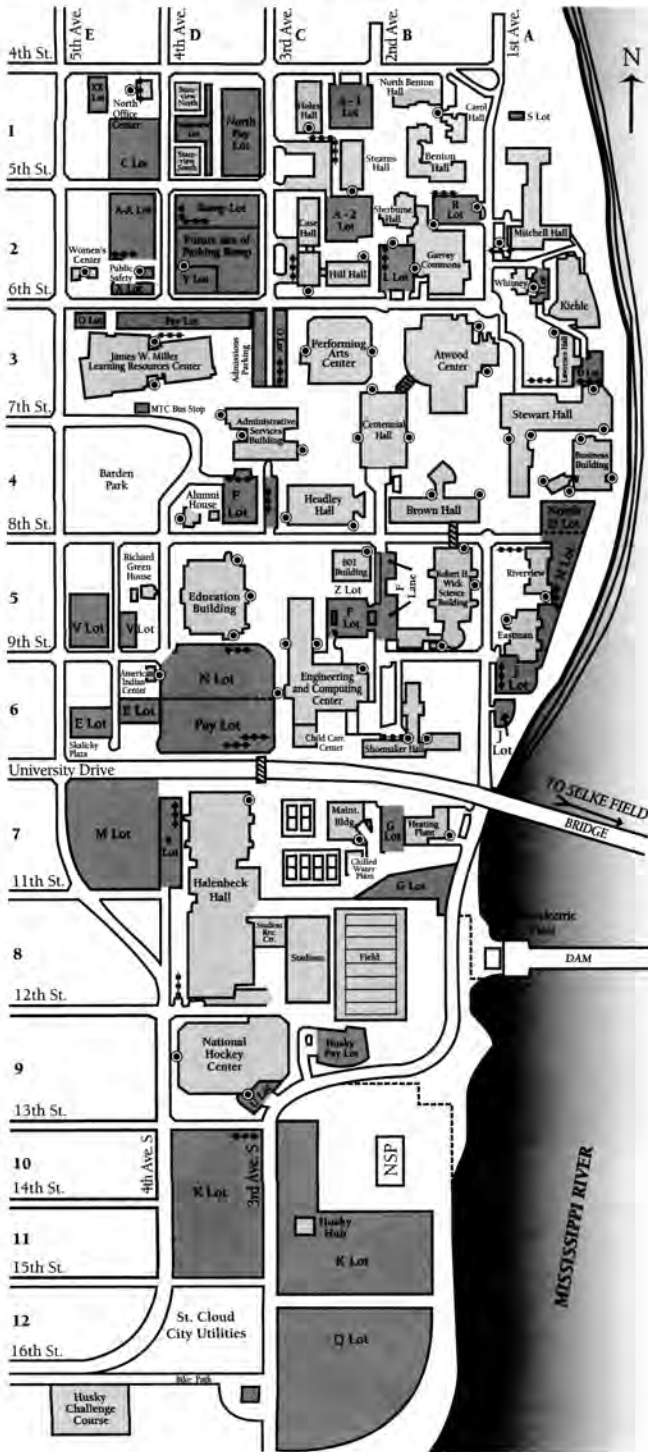 E
D
C
B
A
5th Ave.
4th Ave.
3rd Ave.
2nd Ave.
1st Ave.
4th St.
N
1
North
Office
Center
C Lot
North
Pay
Lot
Holes
Hall
A - 1
Lot
North Benton
Hall
Carol
Hall
S Lot
5th St.
Stearns
Hall
Benton
Hall
2
A-A Lot
Ramp Lot
Future site of
Parking Ramp
V Lot
Case
Hall
A - 2
Lot
Sherburne
Hall
R
Lot
Mitchell Hall
Women's
Center
Public
Safety
A Lot
Hill Hall
L Lot
Garvey
Commons
Whitney
Kiehle
6th St.
3
O Lot
Pay Lot
James W. Miller
Learning Resources Center
Admissions
Parking
Performing
Arts
Center
Atwood
Center
Lawrence Hall
7th St.
MTC Bus Stop
Administrative
Services
Building
Centennial
Hall
Stewart Hall
4
Barden
Park
Alumni
House
P
Lot
Headley
Hall
Brown Hall
Business
Building
8th St.
North
5
Richard
Green
House
Education
Building
801
Building
Z Lot
F
Lane
Robert H.
Wick
Science
Building
Riverview
V Lot
V Lot
F
Lot
Eastman
9th St.
6
American
Indian
Center
N Lot
Engineering
and Computing
Center
J
Lot
E Lot
E Lot
Pay Lot
Skalicky
Plaza
Child Care
Center
Shoemaker Hall
J
Lot
University Drive
TO SELKE FIELD
BRIDGE
7
M Lot
Lot
Halenbeck
Hall
Maint.
Bldg.
G
Lot
Heating
Plant
Chilled
Water
Plant
G Lot
11th St.
8
Student
Rec.
Ctr.
Stadium
Field
DAM
12th St.
9
National
Hockey
Center
Husky
Pay Lot
13th St.
10
4th Ave. S
3rd Ave. S
K Lot
NSP
14th St.
11
Husky
Hub
K Lot
15th St.
MISSISSIPPI RIVER
12
St. Cloud
City Utilities
Q Lot
16th St.
Bike Path
Husky
Challenge
Course